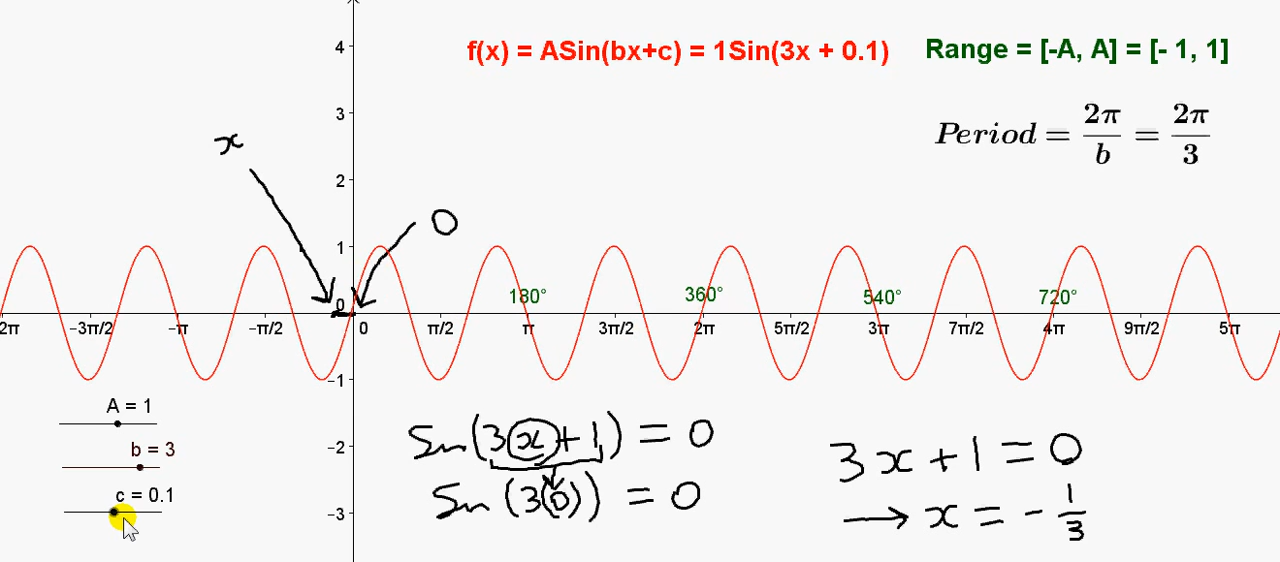 f(x) = ASin(bx+c) = 1Sin(3x + 0.1)
Range = [-A, A] = [- 1, 1]
Period = 2π/b = 2π/3
4
3
2
1
0
−1
−2
−3
x
0
180° 360° 540° 720°
2π −3π/2 −π −π/2 0 π/2 π 3π/2 2π 5π/2 3π 7π/2 4π 9π/2 5π
A = 1
b = 3
c = 0.1
Sin(3x+1) = 0
Sin(3(0)) = 0
3x+1=0
→ x = -1/3